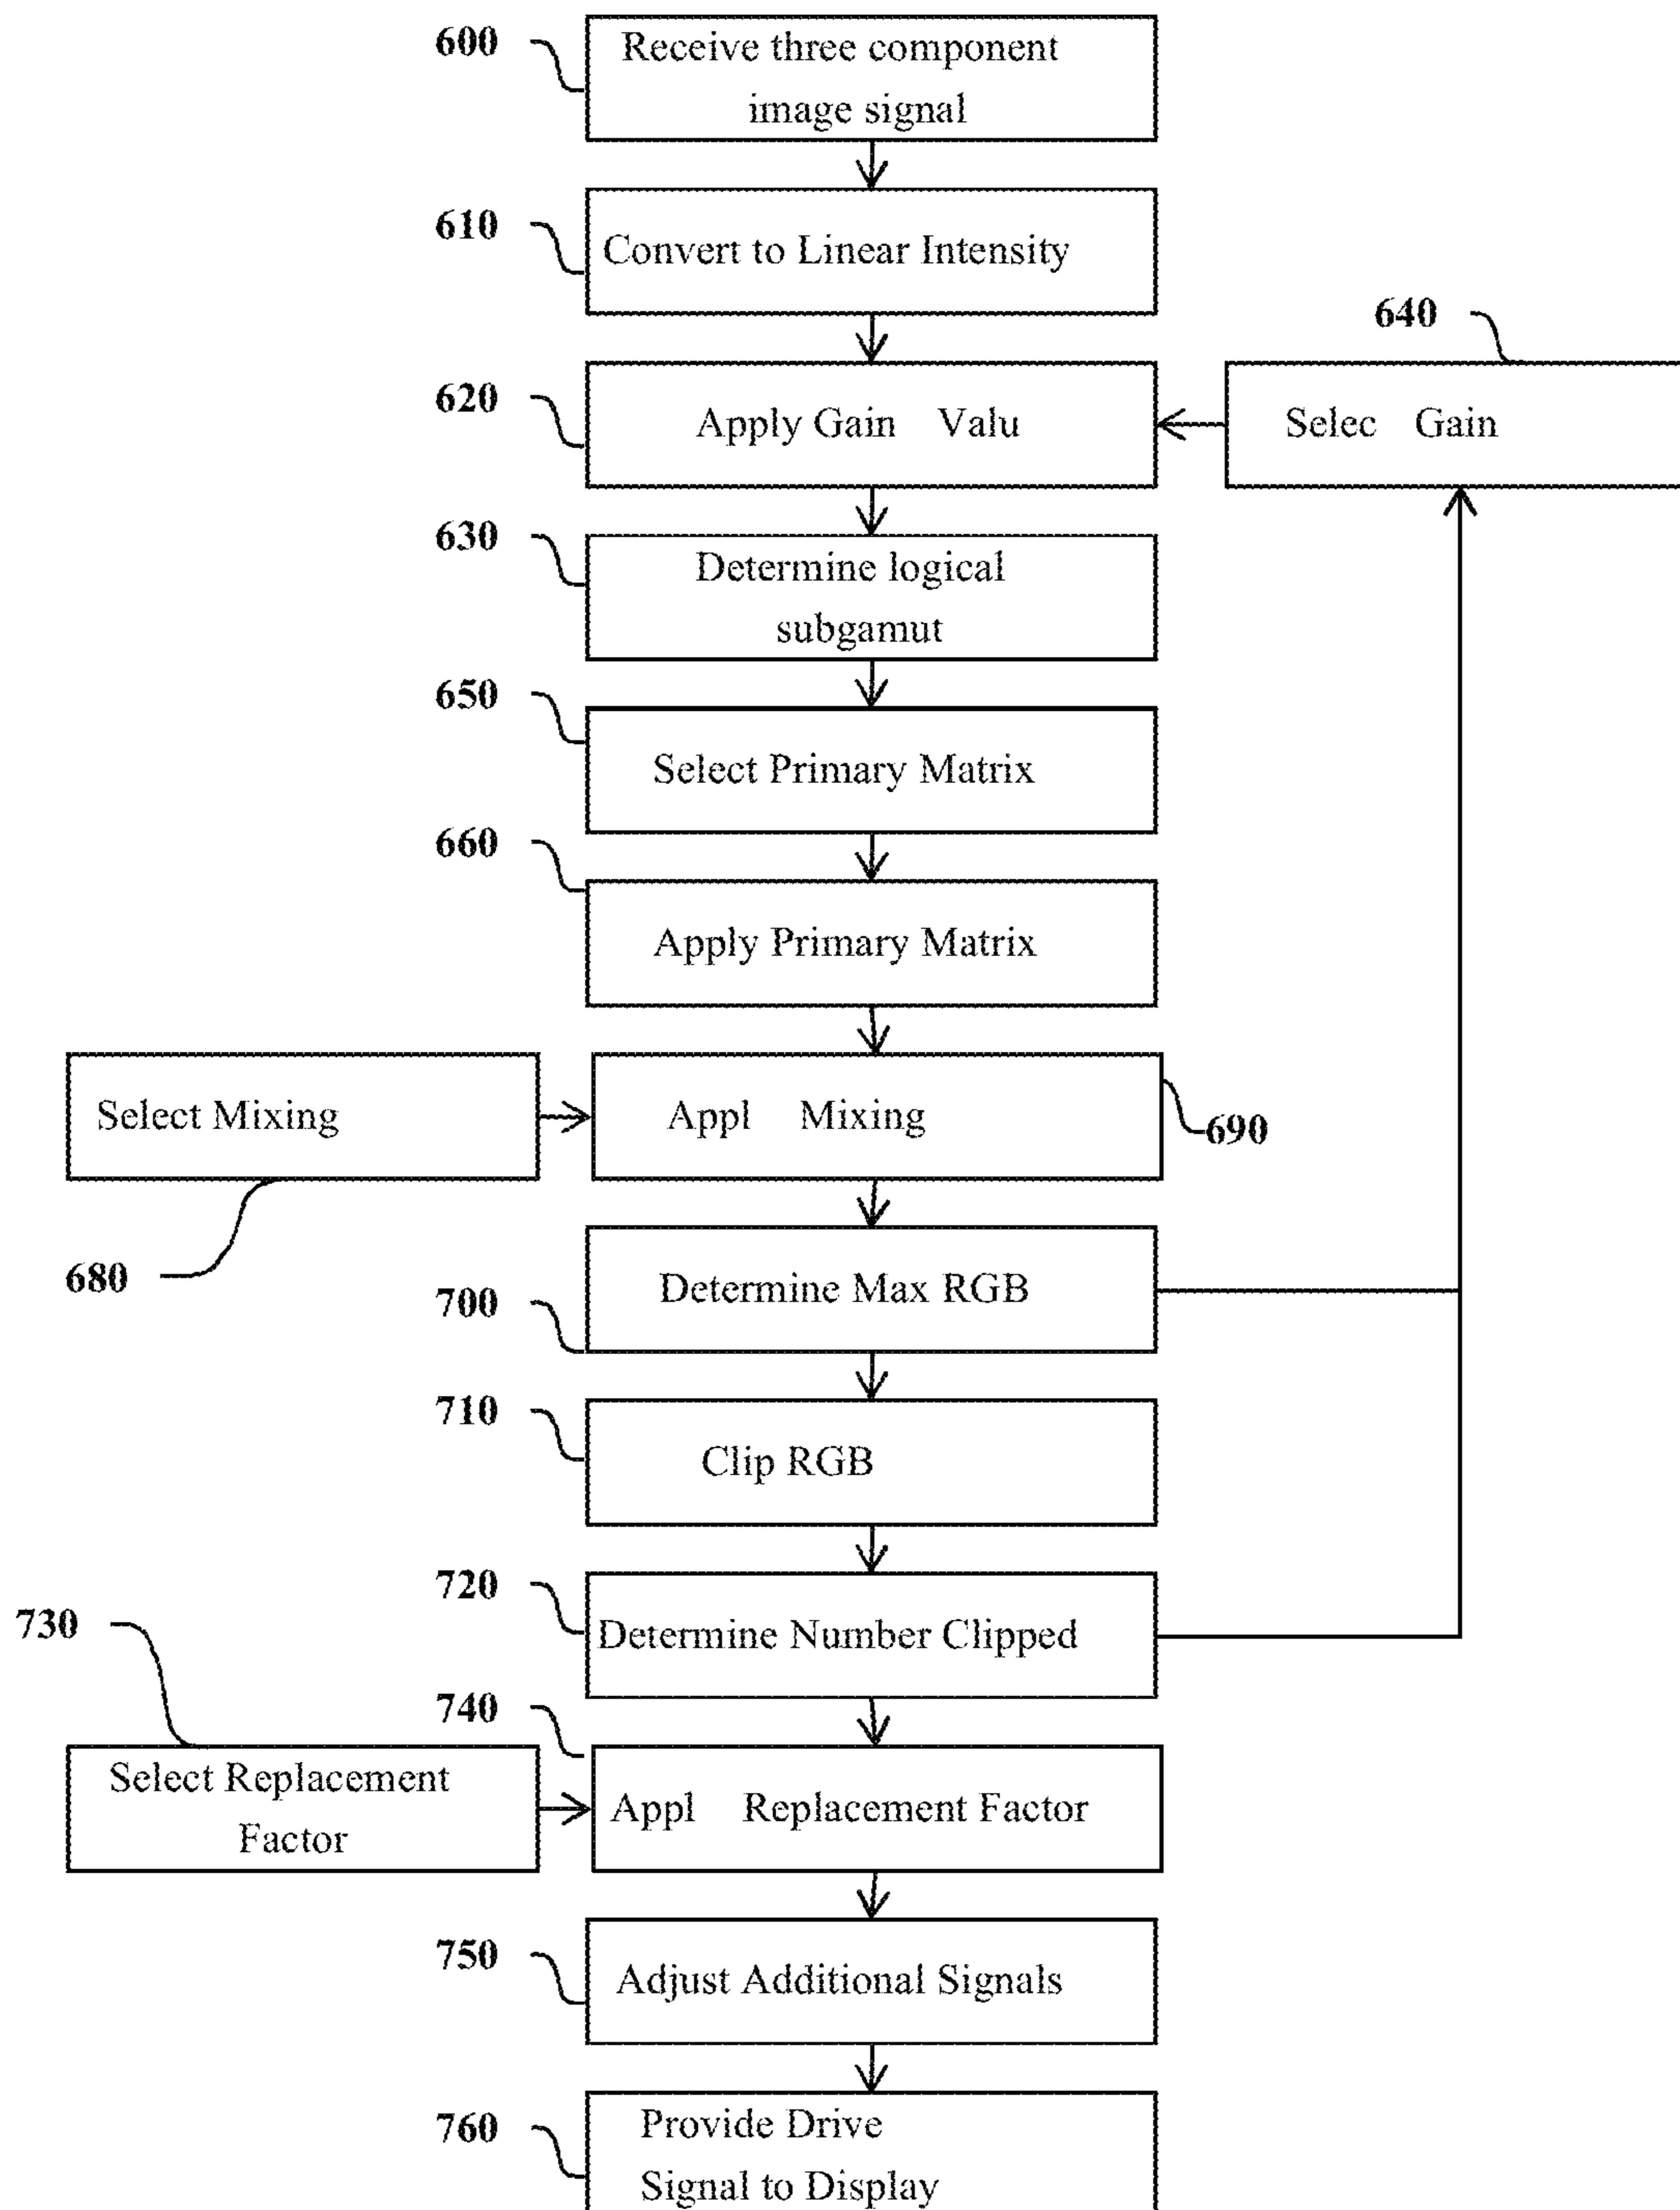 600
Receive three component
image signal
610
Convert to Linear Intensity
640
620
Apply Gain Valu
Selec Gain
630
Determine logical
subgamut
650
Select Primary Matrix
660
Apply Primary Matrix
Select Mixing
Appl Mixing
690
680
700
Determine Max RGB
710
Clip RGB
720
Determine Number Clipped
730
740
Select Replacement
Factor
Appl Replacement Factor
750
Adjust Additional Signals
760
Provide Drive
Signal to Display